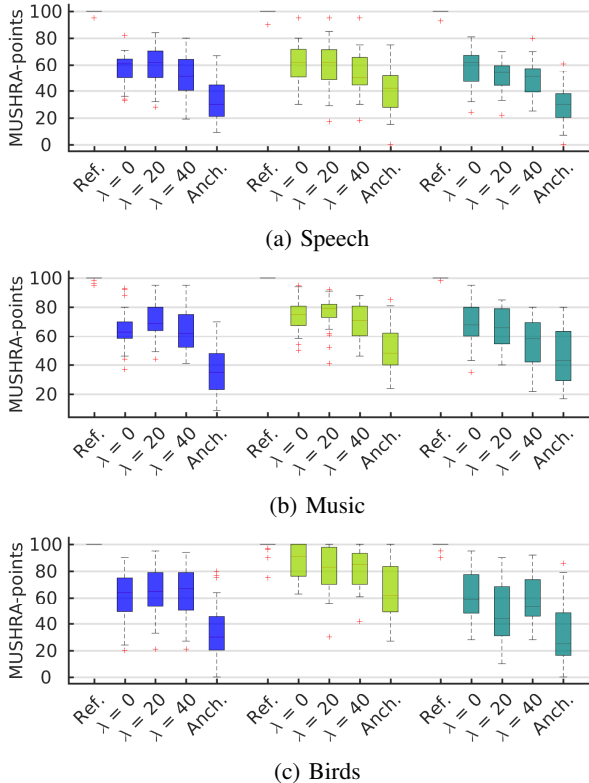 MUSHRA-points
100
80
60
40
20
0
Ref. λ = 0 λ = 20 λ = 40 Anch. Ref. λ = 0 λ = 20 λ = 40 Anch. Ref. λ = 0 λ = 20 λ = 40 Anch.
(a) Speech
MUSHRA-points
100
80
60
40
20
Ref. λ = 0 λ = 20 λ = 40 Anch. Ref. λ = 0 λ = 20 λ = 40 Anch. Ref. λ = 0 λ = 20 λ = 40 Anch.
(b) Music
MUSHRA-points
100
80
60
40
20
0
Ref. λ = 0 λ = 20 λ = 40 Anch. Ref. λ = 0 λ = 20 λ = 40 Anch. Ref. λ = 0 λ = 20 λ = 40 Anch.
(c) Birds